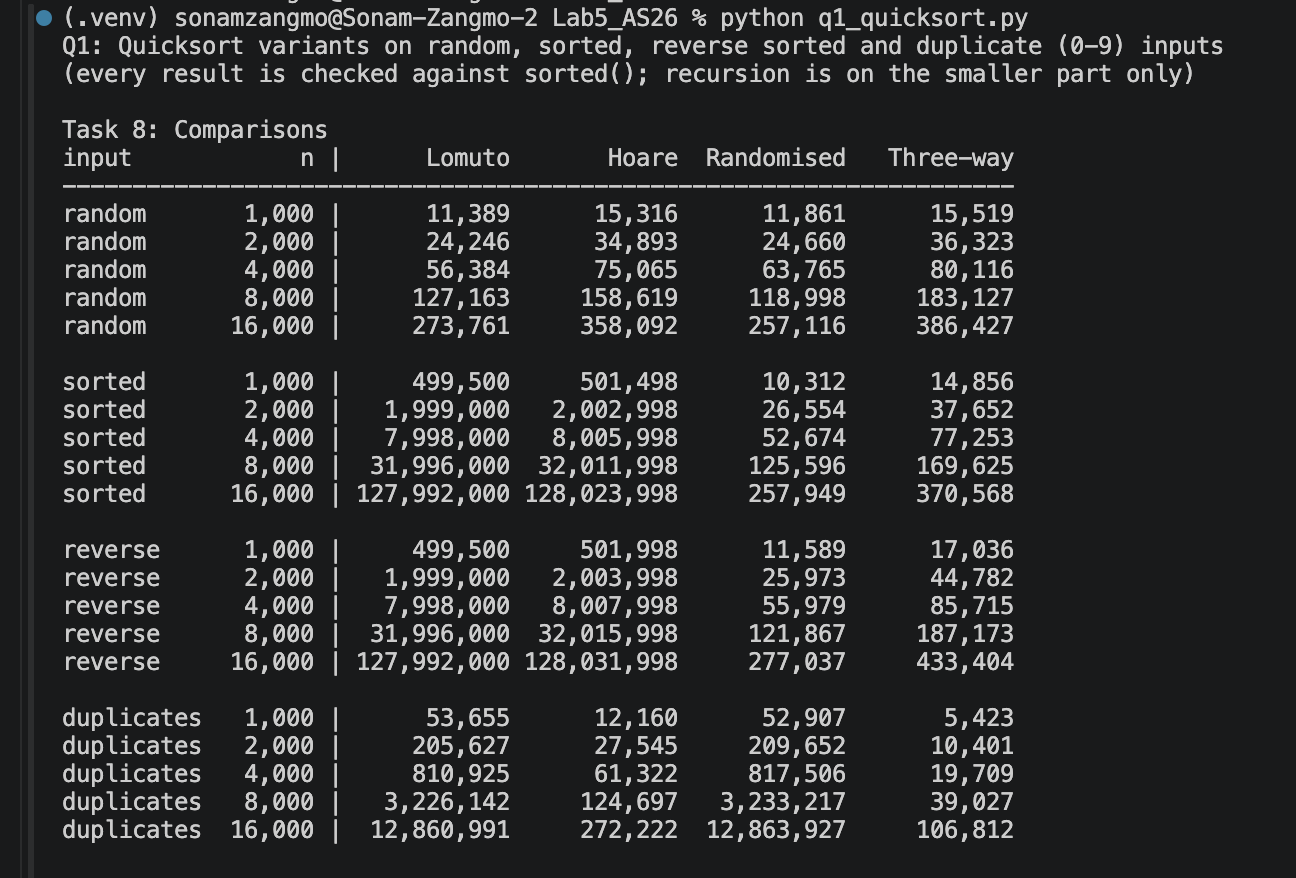 (.venv) sonamzangmo@Sonam-Zangmo-2 Lab5_AS26 % python q1_quicksort.py
Q1: Quicksort variants on random, sorted, reverse sorted and duplicate (0-9) inputs
(every result is checked against sorted(); recursion is on the smaller part only)
Task 8: Comparisons
input n | Lomuto Hoare Randomised Three-way
--------------------------------------------------------------------
random 1,000 | 11,389 15,316 11,861 15,519
random 2,000 | 24,246 34,893 24,660 36,323
random 4,000 | 56,384 75,065 63,765 80,116
random 8,000 | 127,163 158,619 118,998 183,127
random 16,000 | 273,761 358,092 257,116 386,427
sorted 1,000 | 499,500 501,498 10,312 14,856
sorted 2,000 | 1,999,000 2,002,998 26,554 37,652
sorted 4,000 | 7,998,000 8,005,998 52,674 77,253
sorted 8,000 | 31,996,000 32,011,998 125,596 169,625
sorted 16,000 | 127,992,000 128,023,998 257,949 370,568
reverse 1,000 | 499,500 501,998 11,589 17,036
reverse 2,000 | 1,999,000 2,003,998 25,973 44,782
reverse 4,000 | 7,998,000 8,007,998 55,979 85,715
reverse 8,000 | 31,996,000 32,015,998 121,867 187,173
reverse 16,000 | 127,992,000 128,031,998 277,037 433,404
duplicates 1,000 | 53,655 12,160 52,907 5,423
duplicates 2,000 | 205,627 27,545 209,652 10,401
duplicates 4,000 | 810,925 61,322 817,506 19,709
duplicates 8,000 | 3,226,142 124,697 3,233,217 39,027
duplicates 16,000 | 12,860,991 272,222 12,863,927 106,812